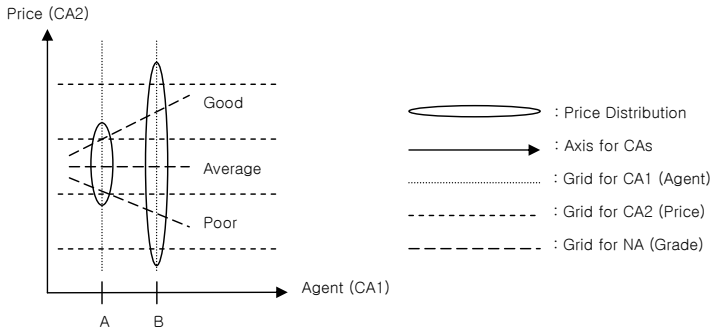 Price (CA2)
Good
Average
Poor
Agent (CA1)
A
B
: Price Distribution
: Axis for CAs
: Grid for CA1 (Agent)
: Grid for CA2 (Price)
: Grid for NA (Grade)